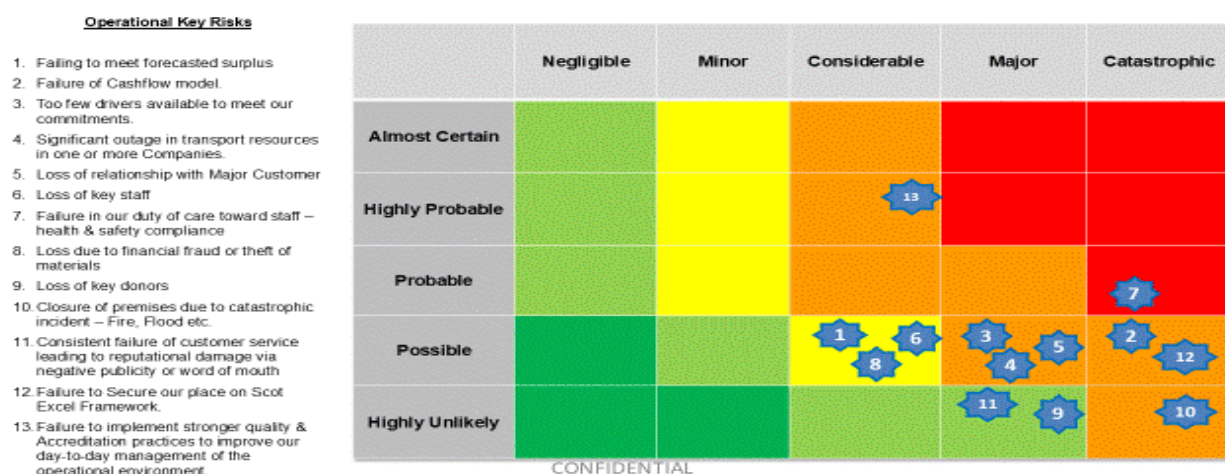 Operational Key Risks
1. Failing to meet forecasted surplus
2. Failure of Cashflow model.
3. Too few drivers available to meet our
commitments.
4. Significant outage in transport resources
in one or more Companies.
5. Loss of relationship with Major Customer
6. Loss of key staff
7. Failure in our duty of care toward staff –
health & safety compliance
8. Loss due to financial fraud or theft of
materials
9. Loss of key donors
10. Closure of premises due to catastrophic
incident – Fire, Flood etc.
11. Consistent failure of customer service
leading to reputational damage via
negative publicity or word of mouth
12. Failure to Secure our place on Scot
Excel Framework.
13. Failure to implement stronger quality &
Accreditation practices to improve our
day-to-day management of the
operational environment.
Negligible Minor Considerable Major Catastrophic
Almost Certain
Highly Probable 13
Probable 7
Possible 1 6 8 3 5 4 2 12
Highly Unlikely 11 9 10
CONFIDENTIAL